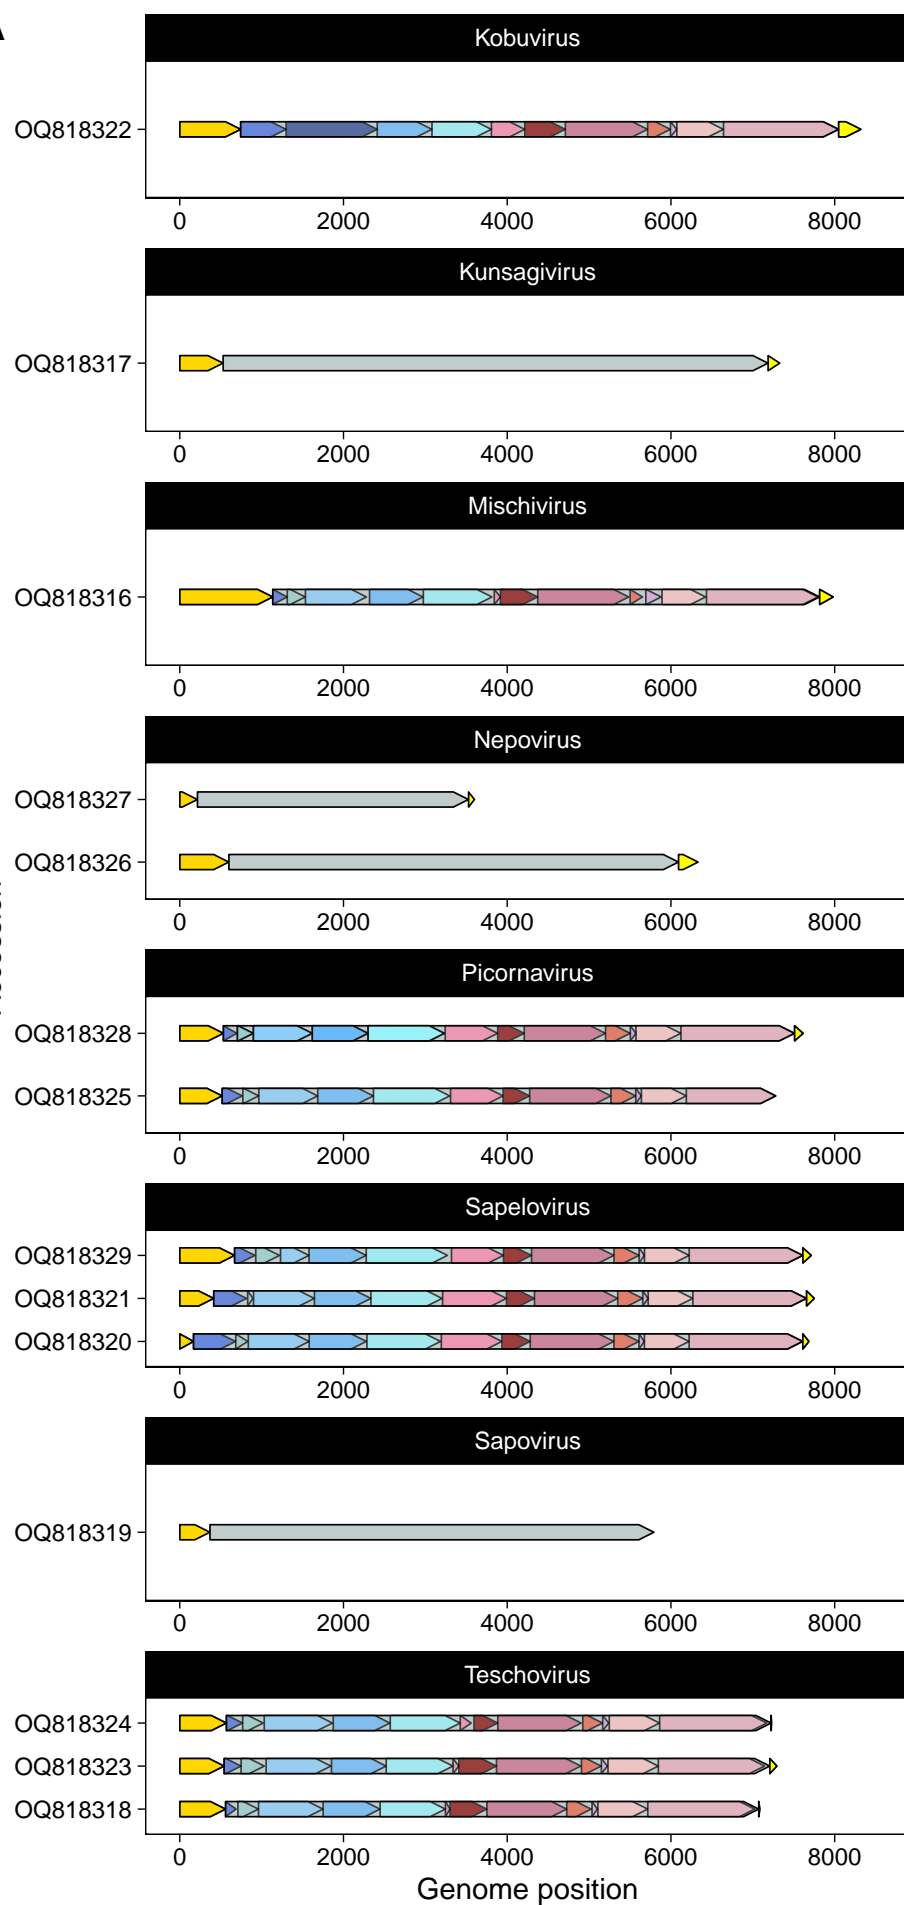 A
Kobuvirus
OQ818322
0 2000 4000 6000 8000
Kunsagivirus
OQ818317
0 2000 4000 6000 8000
Mischivirus
OQ818316
0 2000 4000 6000 8000
Nepovirus
OQ818327
OQ818326
0 2000 4000 6000 8000
Picornavirus
OQ818328
OQ818325
0 2000 4000 6000 8000
Sapelovirus
OQ818329
OQ818321
OQ818320
0 2000 4000 6000 8000
Sapovirus
OQ818319
0 2000 4000 6000 8000
Teschovirus
OQ818324
OQ818323
OQ818318
0 2000 4000 6000 8000
Genome position